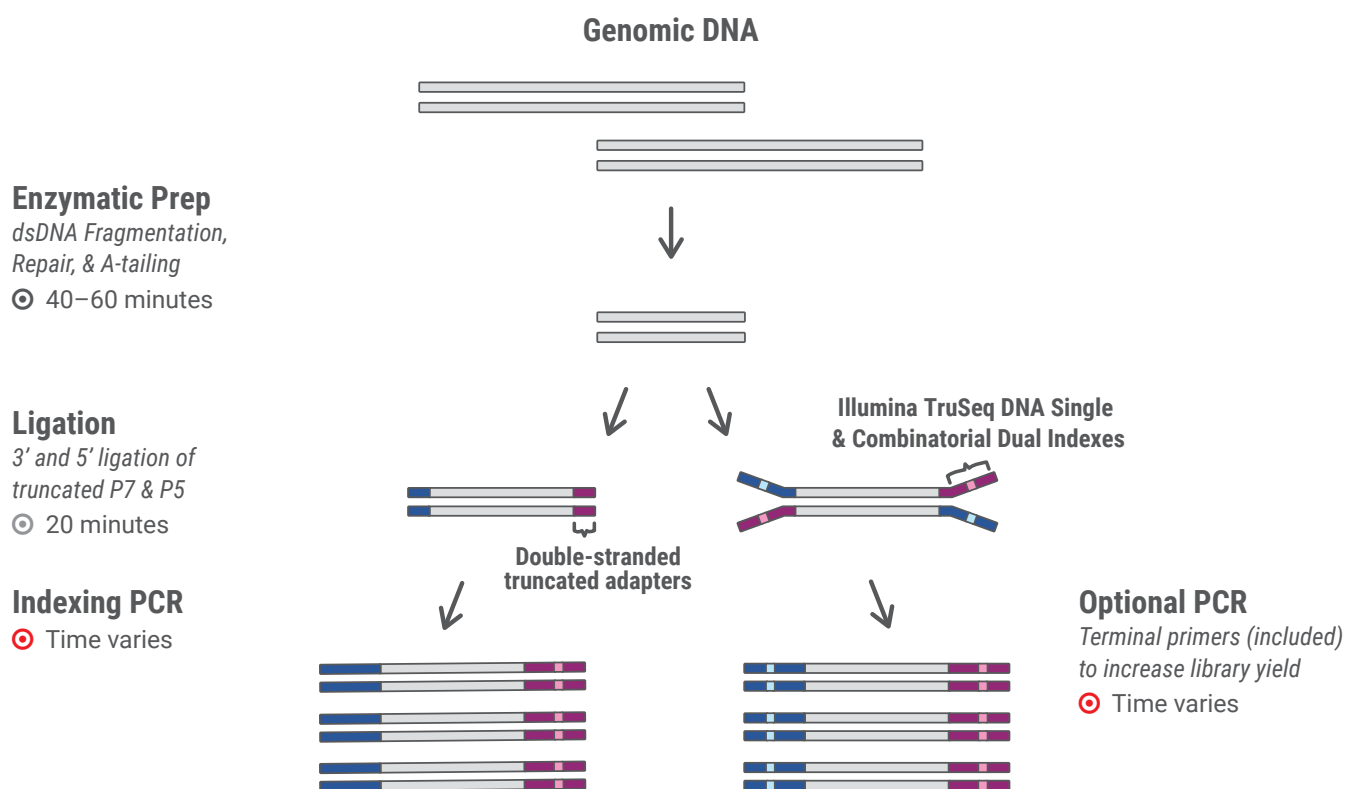 Genomic DNA
Enzymatic Prep
dsDNA Fragmentation,
Repair, & A-tailing
40–60 minutes
Ligation
3’ and 5’ ligation of
truncated P7 & P5
20 minutes
Illumina TruSeq DNA Single
& Combinatorial Dual Indexes
Double-stranded
truncated adapters
Indexing PCR
Time varies
Optional PCR
Terminal primers (included)
to increase library yield
Time varies